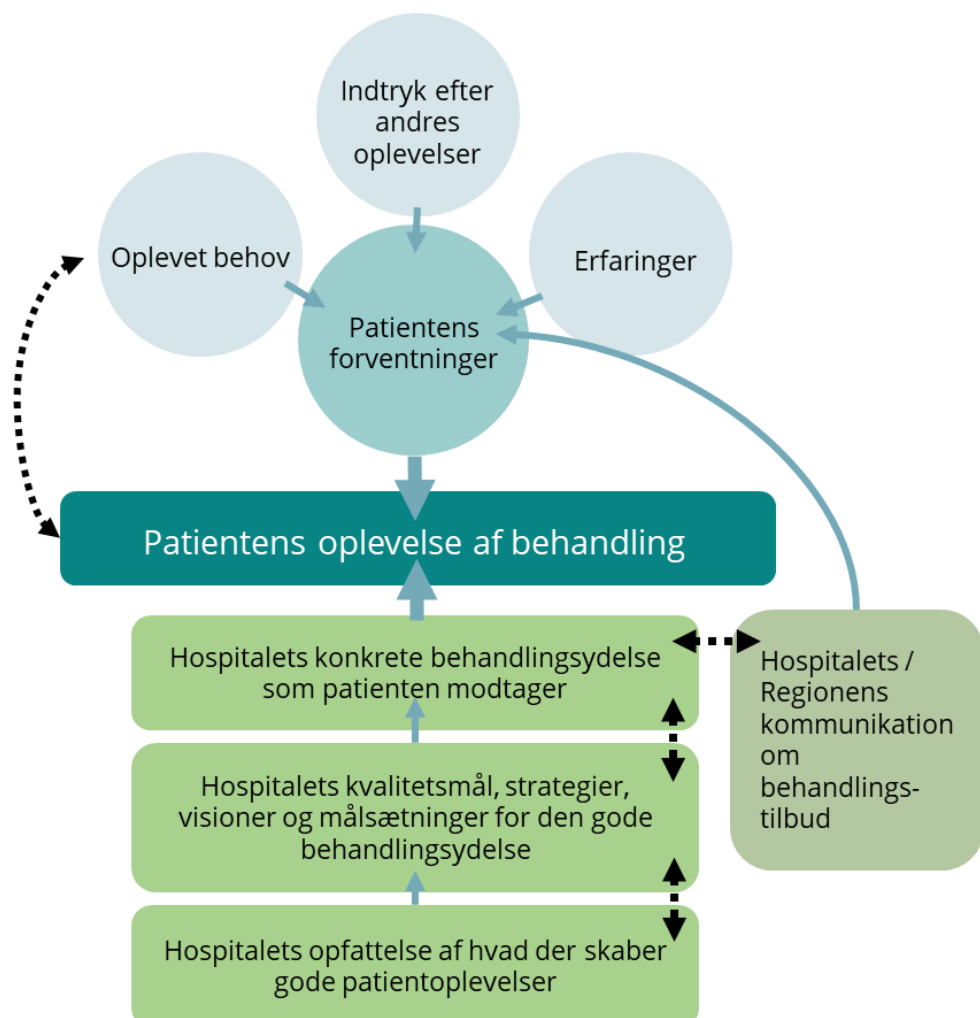 Indtryk efter
andres
oplevelser
Oplevet behov
Erfaringer
Patientens
forventninger
Patientens oplevelse af behandling
Hospitalets konkrete behandlingsydelse
som patienten modtager
Hospitalets /
Regionens
kommunikation
om
behandlings-
tilbud
Hospitalets kvalitetsmål, strategier,
visioner og målsætninger for den gode
behandlingsydelse
Hospitalets opfattelse af hvad der skaber
gode patientoplevelser